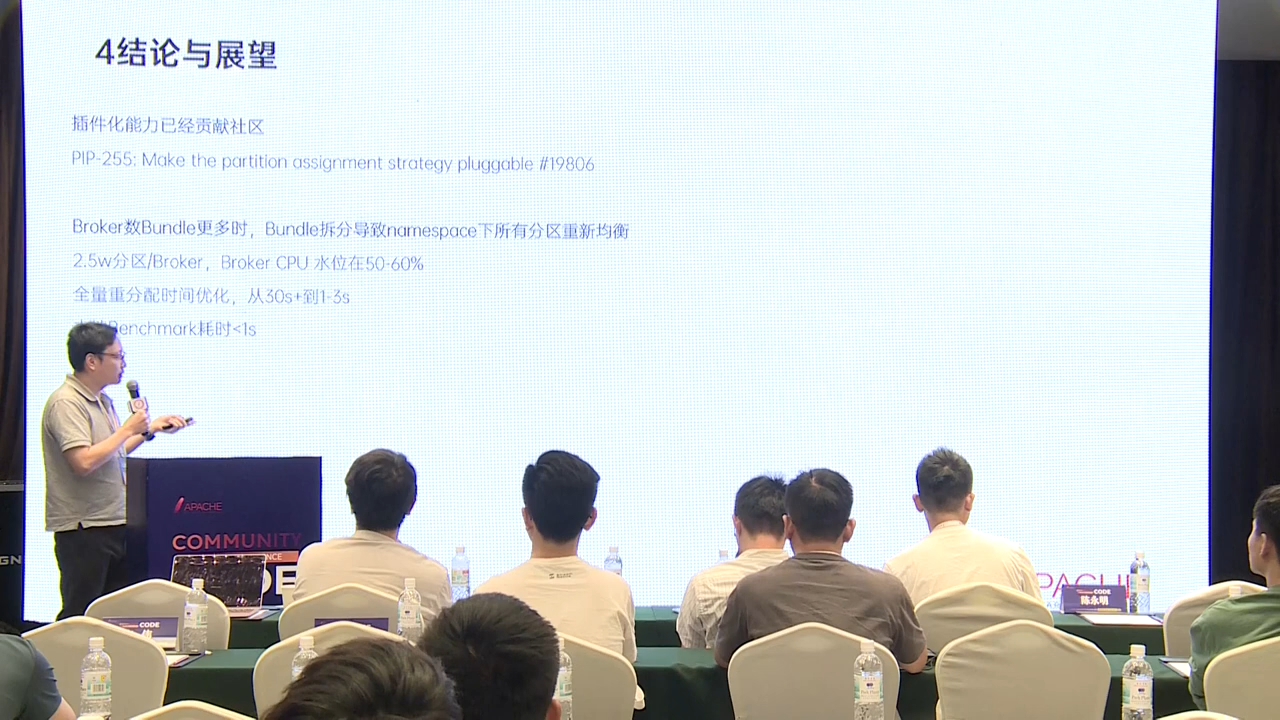 4结论与展望
插件化能力已经贡献社区
PIP-255: Make the partition assignment strategy pluggable #19806
Broker数Bundle更多时，Bundle拆分导致namespace下所有分区重新均衡
2.5w分区/Broker，Broker CPU 水位在50-60%
全量重分配时间优化，从30s+到1-3s
Benchmark耗时<1s
APACHE
COMMUNITY
CODE
陈永明
CODE